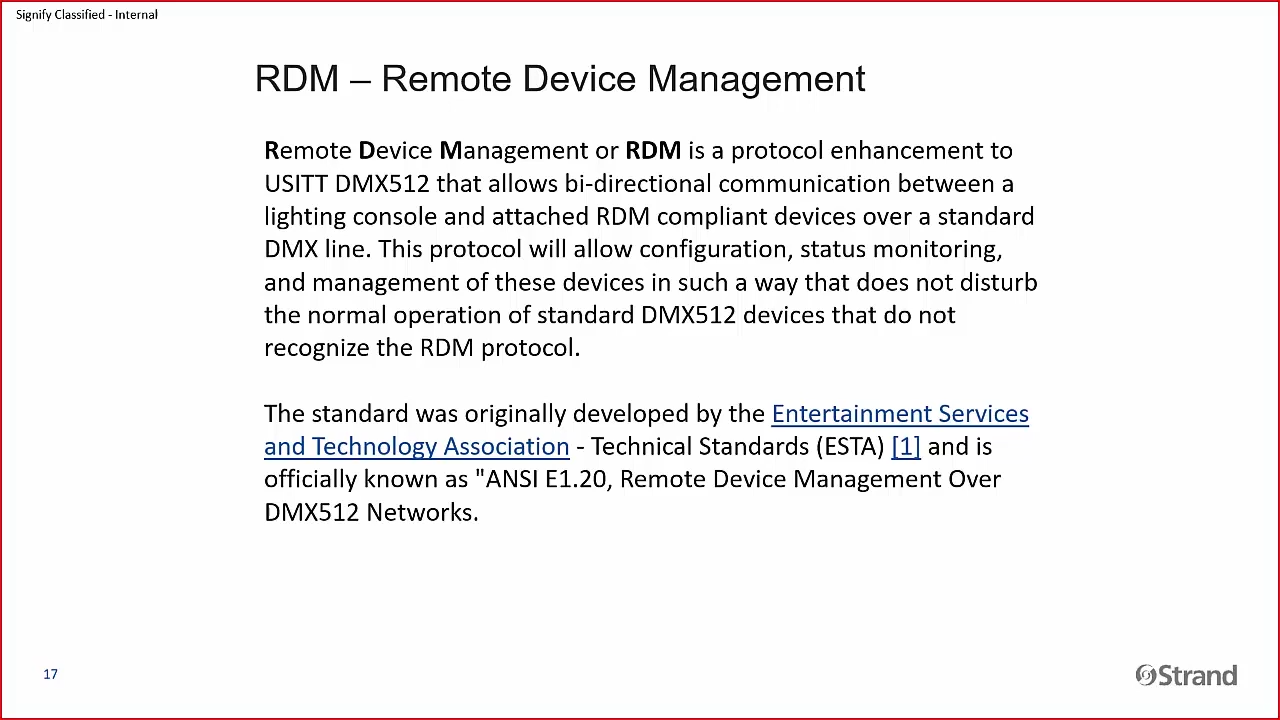 Signify Classified - Internal
RDM – Remote Device Management
Remote Device Management or RDM is a protocol enhancement to
USITT DMX512 that allows bi-directional communication between a
lighting console and attached RDM compliant devices over a standard
DMX line. This protocol will allow configuration, status monitoring,
and management of these devices in such a way that does not disturb
the normal operation of standard DMX512 devices that do not
recognize the RDM protocol.
The standard was originally developed by the Entertainment Services
and Technology Association - Technical Standards (ESTA) [1] and is
officially known as "ANSI E1.20, Remote Device Management Over
DMX512 Networks.
17
Strand